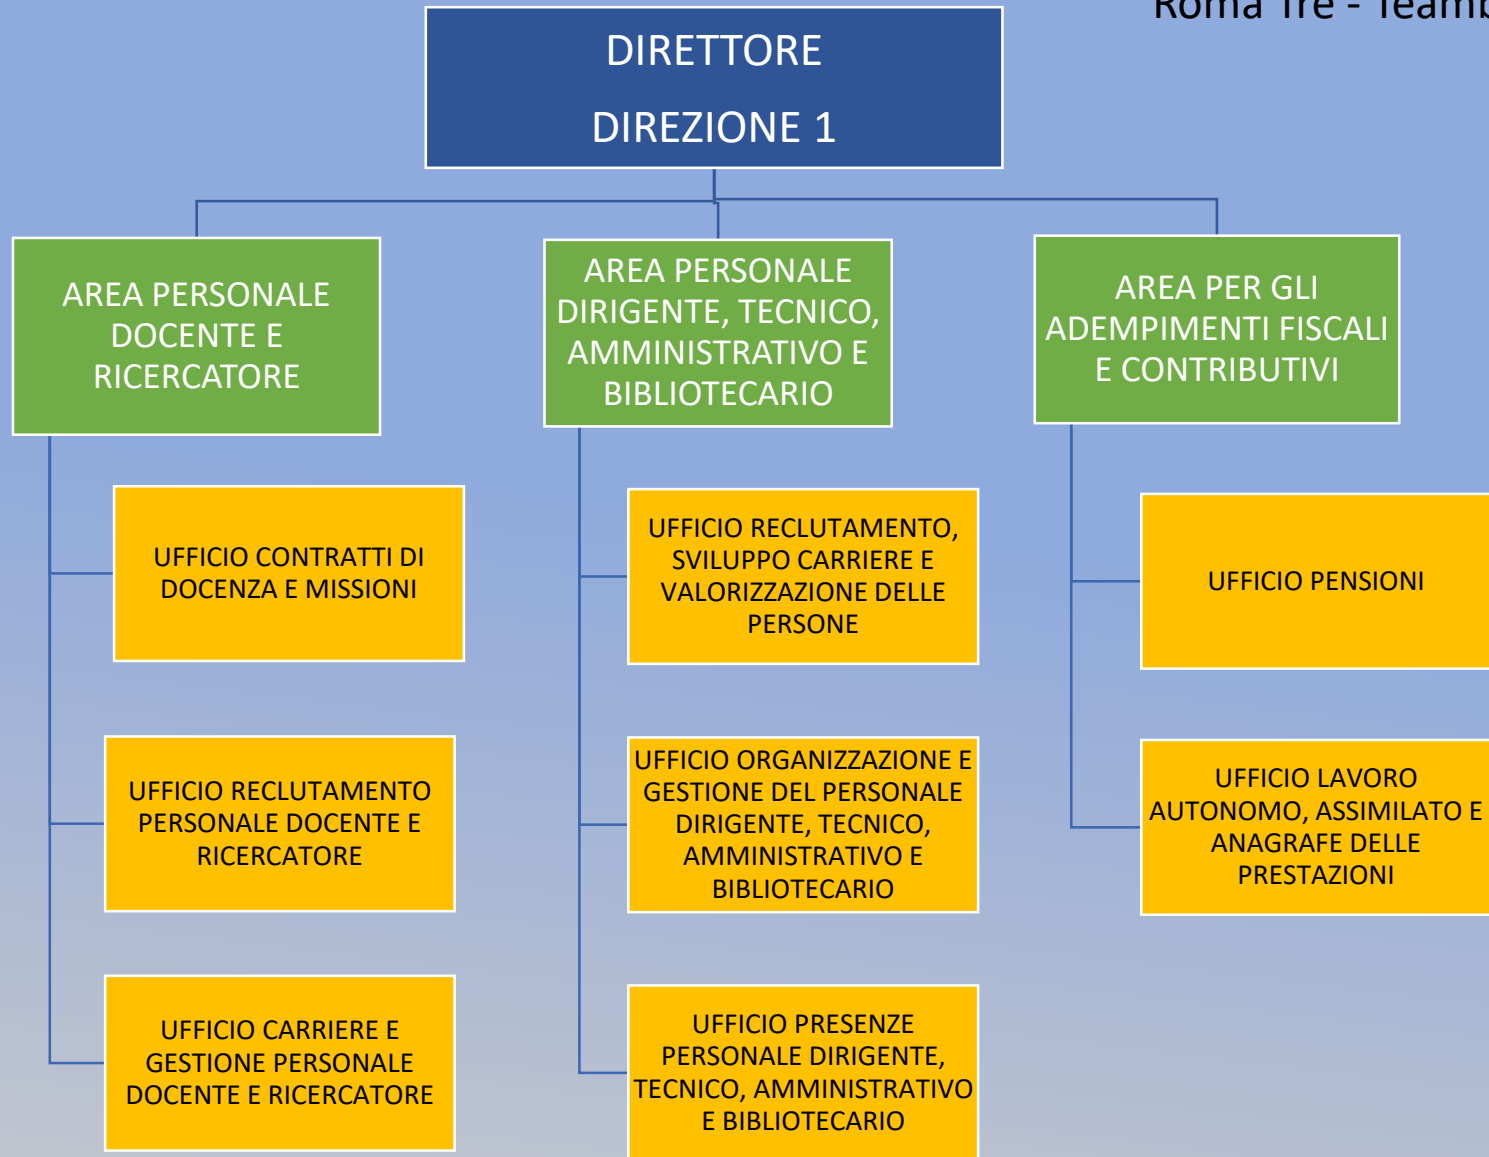 Roma Tre - Teamb
DIRETTORE
DIREZIONE 1
AREA PERSONALE
DOCENTE E
RICERCATORE
AREA PERSONALE
DIRIGENTE, TECNICO,
AMMINISTRATIVO E
BIBLIOTECARIO
AREA PER GLI
ADEMPIMENTI FISCALI
E CONTRIBUTIVI
UFFICIO CONTRATTI DI
DOCENZA E MISSIONI
UFFICIO RECLUTAMENTO
PERSONALE DOCENTE E
RICERCATORE
UFFICIO CARRIERE E
GESTIONE PERSONALE
DOCENTE E RICERCATORE
UFFICIO RECLUTAMENTO,
SVILUPPO CARRIERE E
VALORIZZAZIONE DELLE
PERSONE
UFFICIO ORGANIZZAZIONE E
GESTIONE DEL PERSONALE
DIRIGENTE, TECNICO,
AMMINISTRATIVO E
BIBLIOTECARIO
UFFICIO PRESENZE
PERSONALE DIRIGENTE,
TECNICO, AMMINISTRATIVO
E BIBLIOTECARIO
UFFICIO PENSIONI
UFFICIO LAVORO
AUTONOMO, ASSIMILATO E
ANAGRAFE DELLE
PRESTAZIONI